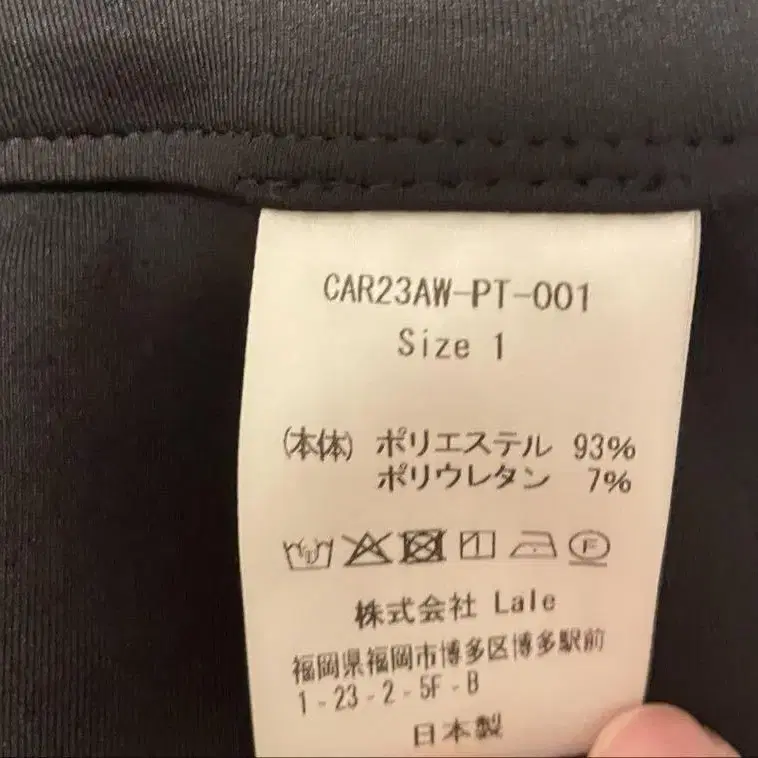 CAR23AW-PT-001
Size 1
(本体) ポリエステル 93%
ポリウレタン 7%
F
株式会社 Lale
福岡県福岡市博多区博多駅前
1-23-2-5F-B
日本製